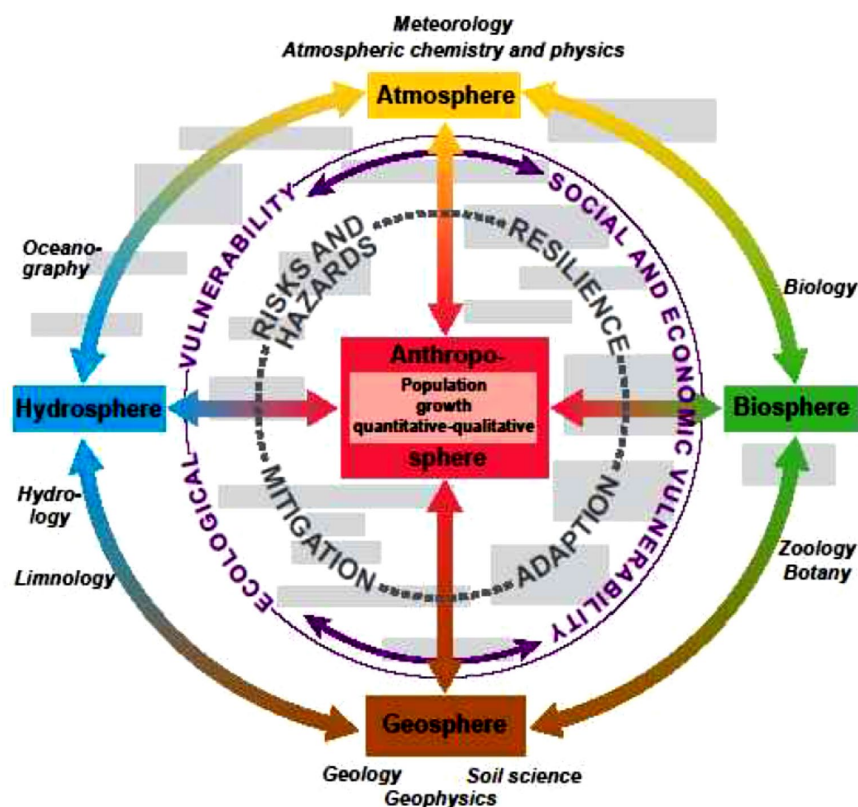 Meteorology
Atmospheric chemistry and physics
Atmosphere
VULNERABILITY
SOCIAL AND ECONOMIC VULNERABILITY
RISKS AND
HAZARDS
RESILIENCE
Oceano-
graphy
Biology
Anthropo-
Population
growth
quantitative-qualitative
sphere
Hydrosphere
Biosphere
ECOLOGICAL
MITIGATION
ADAPTION
Hydro-
logy
Limnology
Zoology
Botany
Geosphere
Geology
Soil science
Geophysics